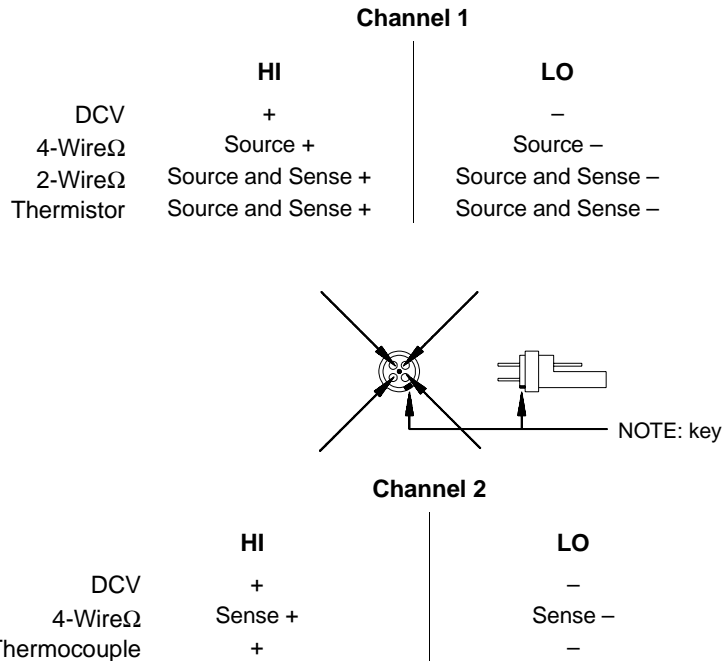 Channel 1
HI LO
DCV + –
4-WireΩ Source + Source –
2-WireΩ Source and Sense + Source and Sense –
Thermistor Source and Sense + Source and Sense –
NOTE: key
Channel 2
HI LO
DCV + –
4-WireΩ Sense + Sense –
Thermocouple + –